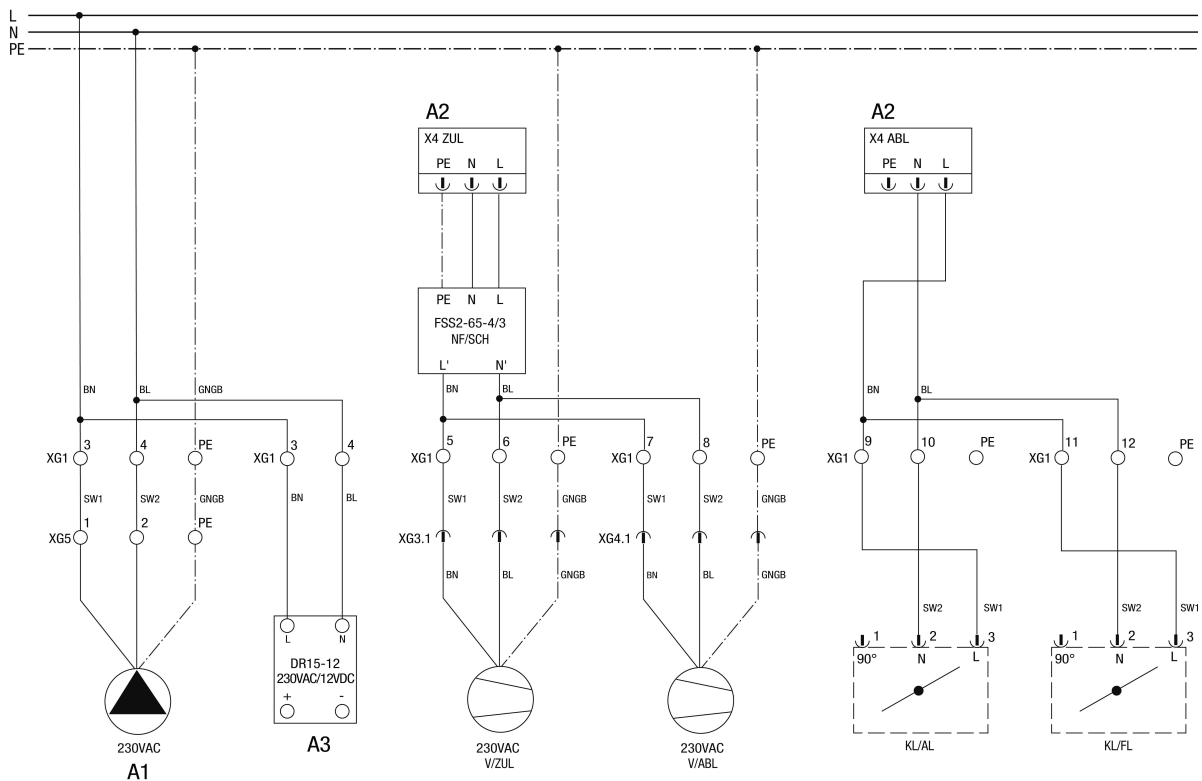 L
N
PE
A2 A2
X4 ZUL X4 ABL
PE N L PE N L
PE N L
FSS2-65-4/3
NF/SCH
L' N'
BN BL GNGB BN BL BN BL
3 4 PE 3 4 5 6 PE 7 8 PE 9 10 PE 11 12 PE
XG1 XG1 XG1 XG1 XG1 XG1
SW1 SW2 GNGB BN BL SW1 SW2 GNGB SW1 SW2 GNGB
1 2 PE
XG5 XG3.1 XG4.1
BN BL GNGB BN BL GNGB
SW2 SW1 SW2 SW1
L N 1 2 3 1 2 3
90° N L 90° N L
DR15-12
230VAC/12VDC
+ -
230VAC A3 230VAC 230VAC KL/AL KL/FL
A1 V/ZUL V/ABL